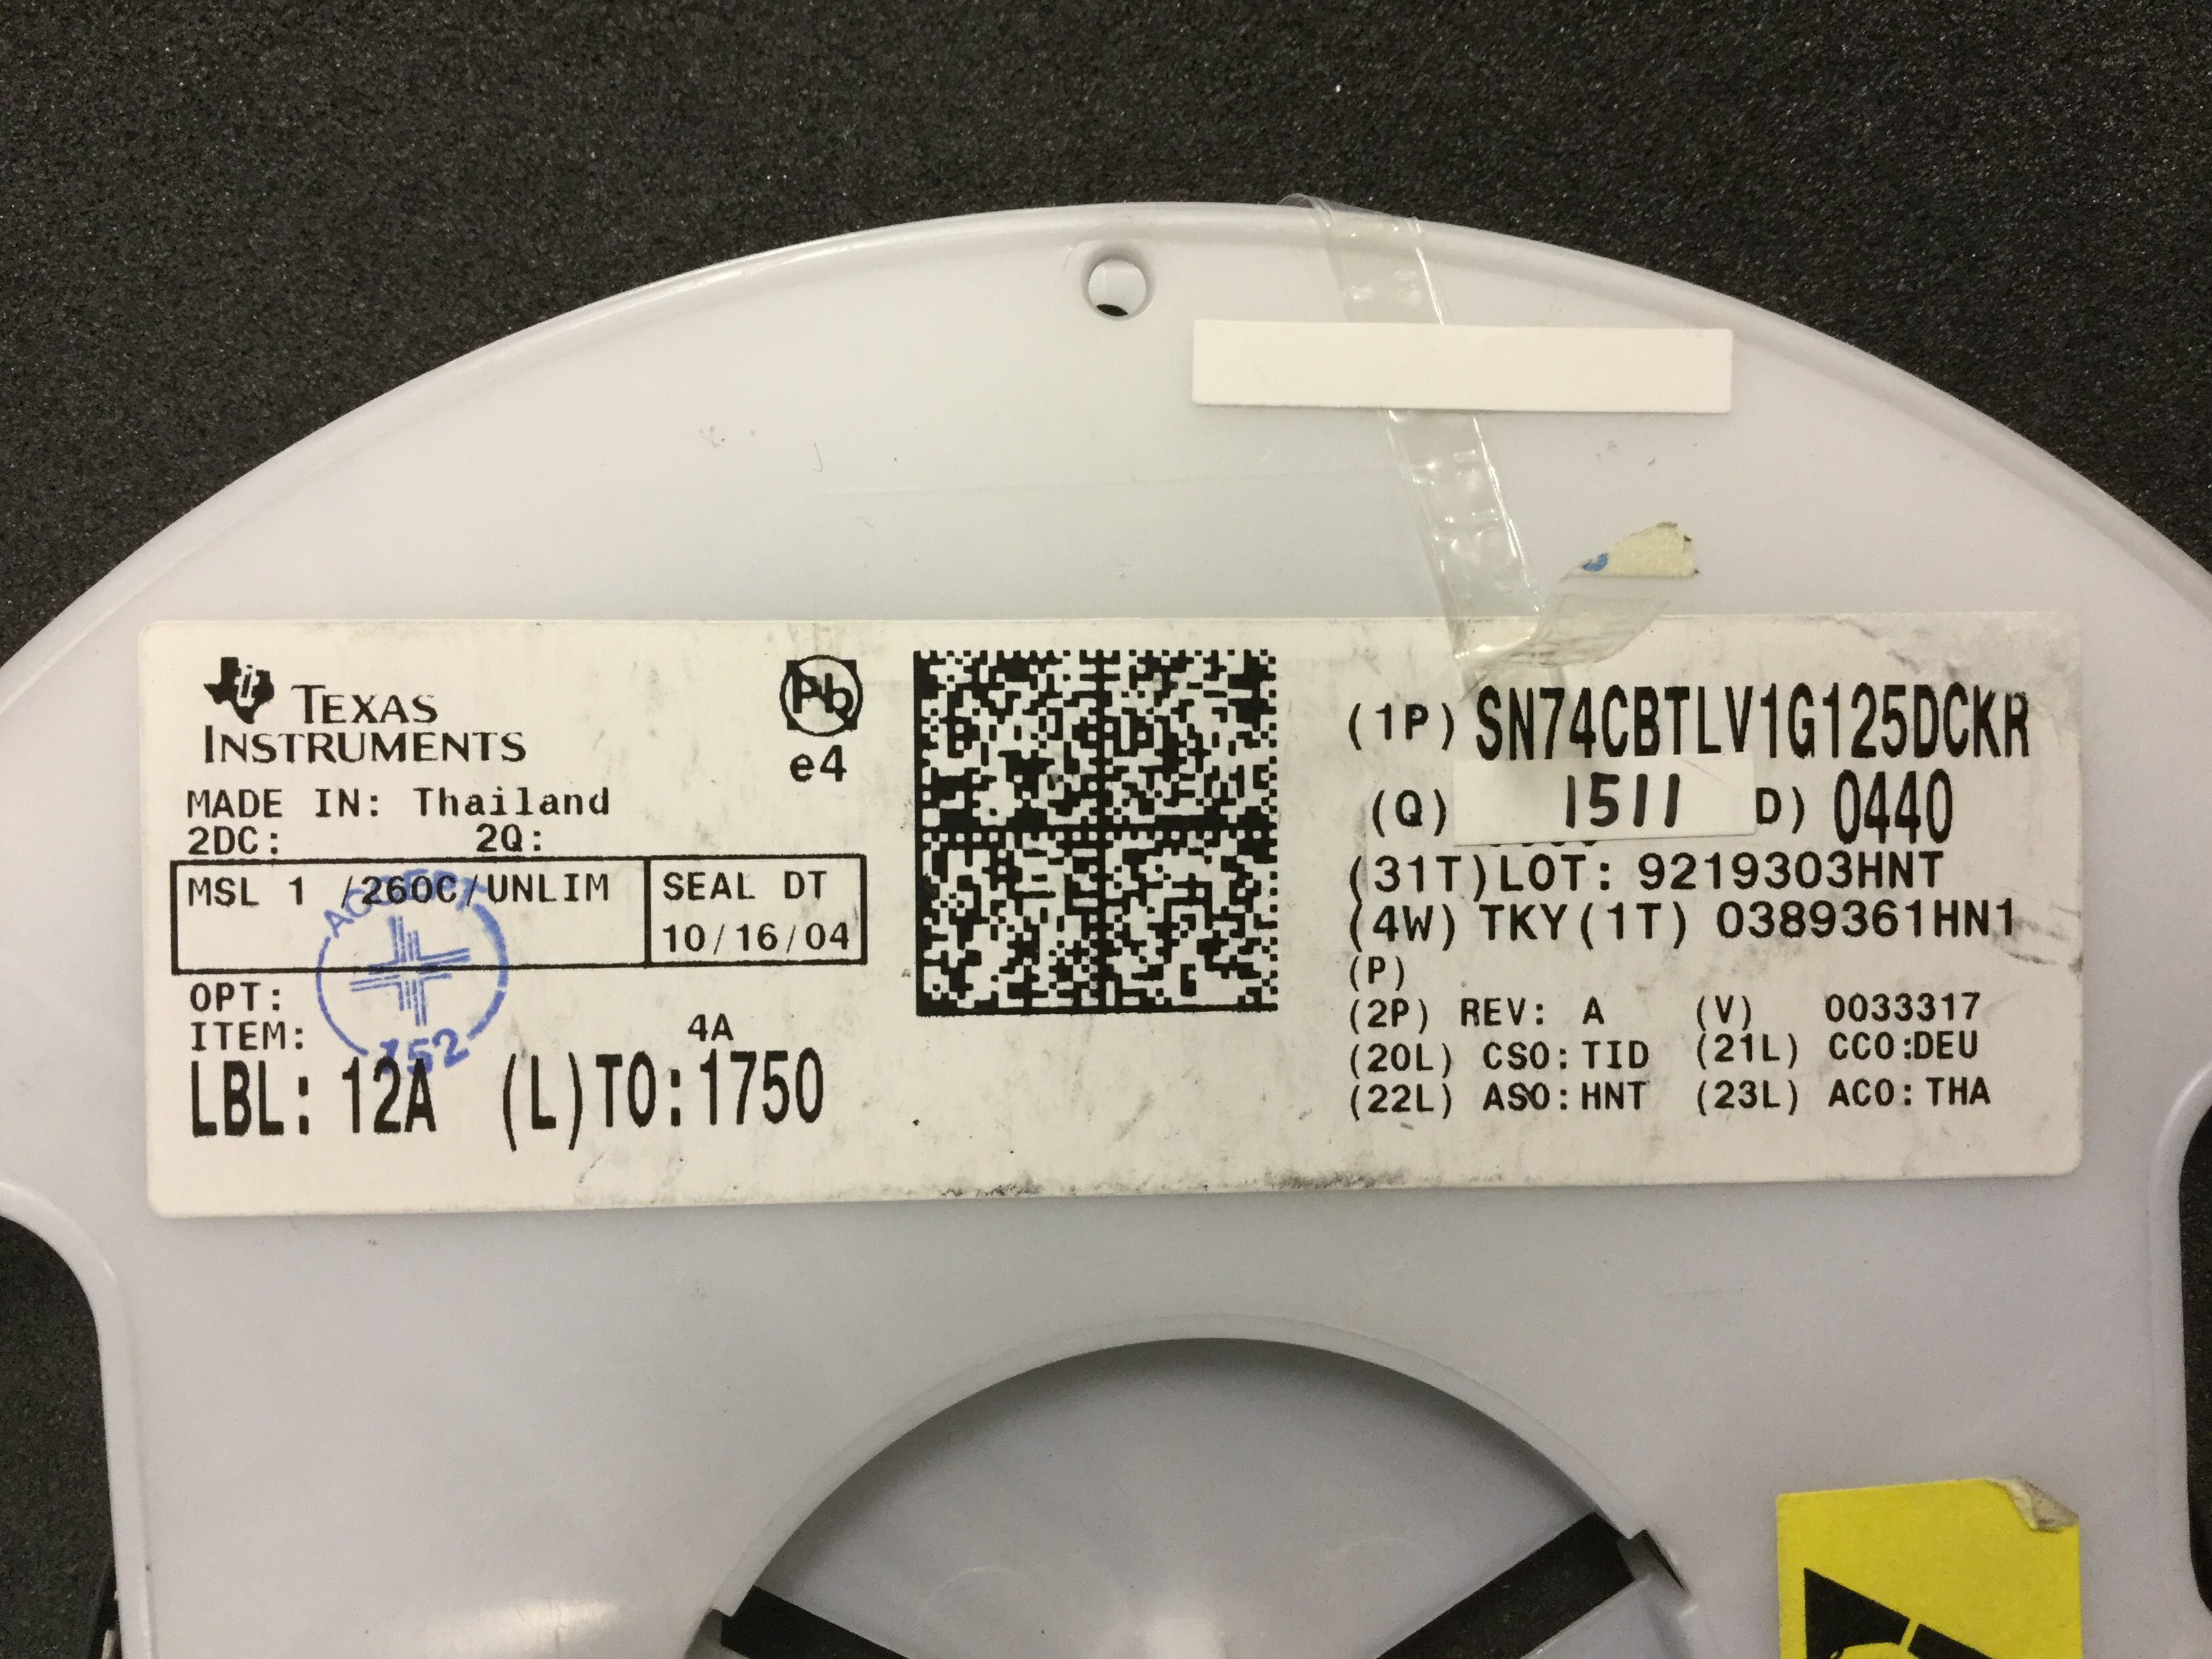 TEXAS
INSTRUMENTS
Pb
e4
MADE IN: Thailand
2DC: 2Q:
MSL 1 /260C/UNLIM
SEAL DT
10/16/04
ACCEPT
752
OPT:
ITEM:
4A
LBL: 12A (L)TO:1750
(1P) SN74CBTLV1G125DCKR
(Q) 1511 D) 0440
(31T)LOT: 9219303HNT
(4W) TKY(1T) 0389361HN1
(P)
(2P) REV: A (V) 0033317
(20L) CSO:TID (21L) CCO:DEU
(22L) ASO:HNT (23L) ACO:THA